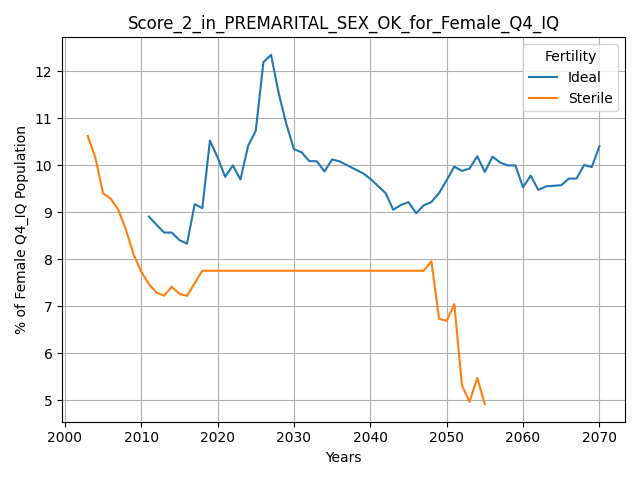 Score_2_in_PREMARITAL_SEX_OK_for_Female_Q4_IQ
Fertility
Ideal
Sterile
% of Female Q4_IQ Population
12
11
10
9
8
7
6
5
2000 2010 2020 2030 2040 2050 2060 2070
Years